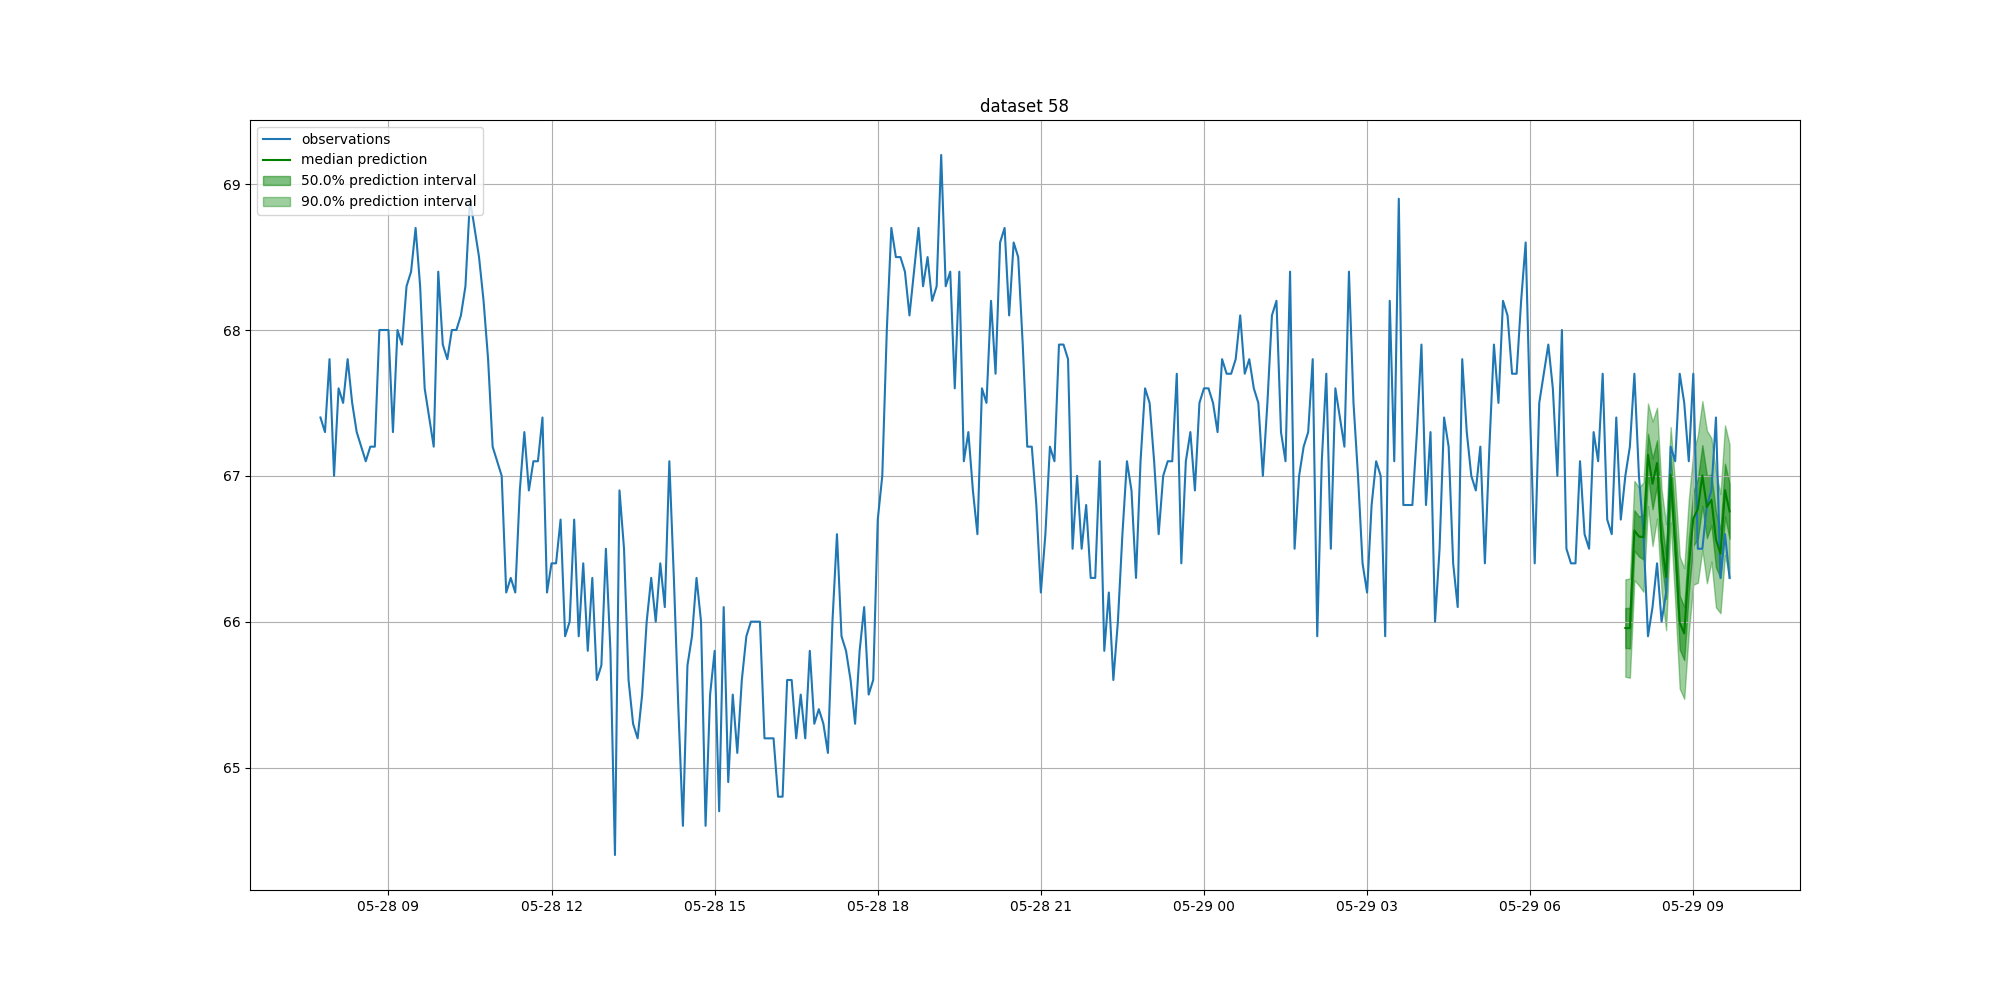 dataset 58
observations
median prediction
50.0% prediction interval
90.0% prediction interval
69
68
67
66
65
05-28 09
05-28 12
05-28 15
05-28 18
05-28 21
05-29 00
05-29 03
05-29 06
05-29 09